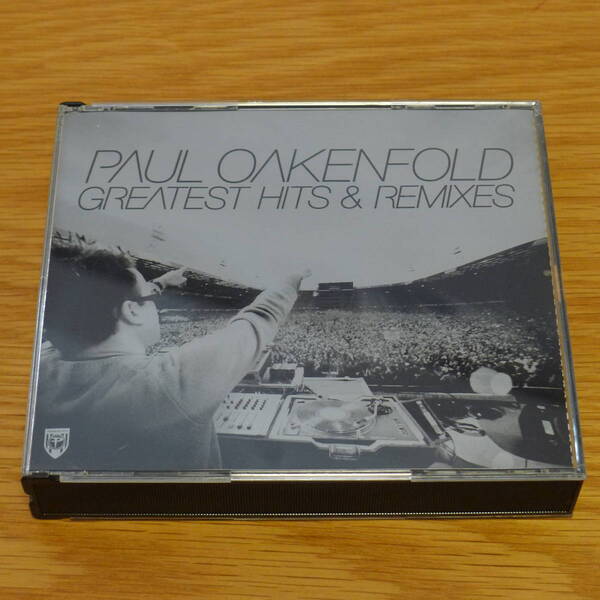 PAUL OAKENFOLD
GREATEST HITS & REMIXES